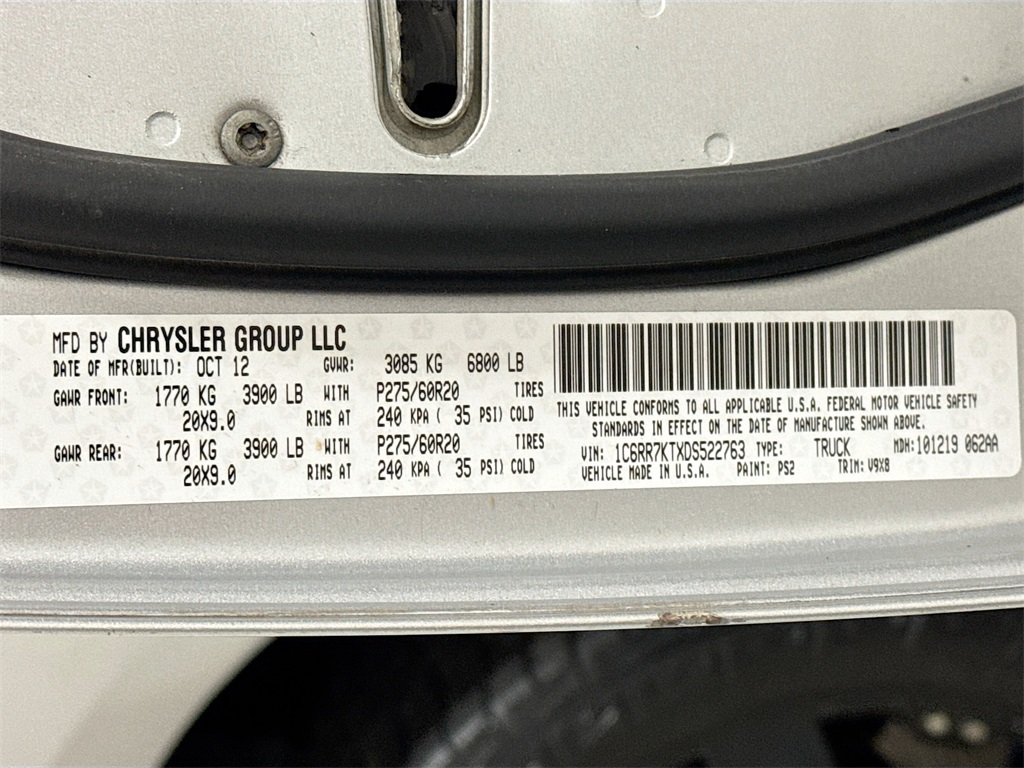 MFD BY CHRYSLER GROUP LLC
DATE OF MFR(BUILT): OCT 12 GVWR: 3085 KG 6800 LB
GAWR FRONT: 1770 KG 3900 LB WITH P275/60R20 TIRES
20X9.0 RIMS AT 240 KPA ( 35 PSI) COLD
GAWR REAR: 1770 KG 3900 LB WITH P275/60R20 TIRES
20X9.0 RIMS AT 240 KPA ( 35 PSI) COLD
THIS VEHICLE CONFORMS TO ALL APPLICABLE U.S.A. FEDERAL MOTOR VEHICLE SAFETY
STANDARDS IN EFFECT ON THE DATE OF MANUFACTURE SHOWN ABOVE.
VIN: 1C6RR7KTXDS522763 TYPE: TRUCK MDH:101219 062AA
VEHICLE MADE IN U.S.A. PAINT: PS2 TRIM: V9X8